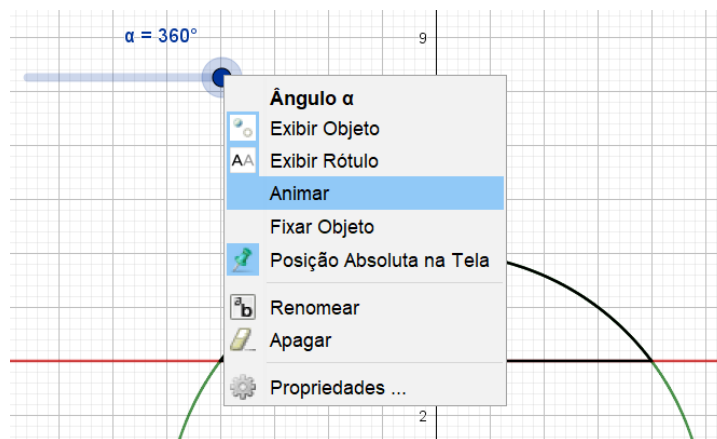 α = 360°
9
Ângulo α
Exibir Objeto
AA Exibir Rótulo
Animar
Fixar Objeto
Posição Absoluta na Tela
ab Renomear
Apagar
Propriedades ...
2